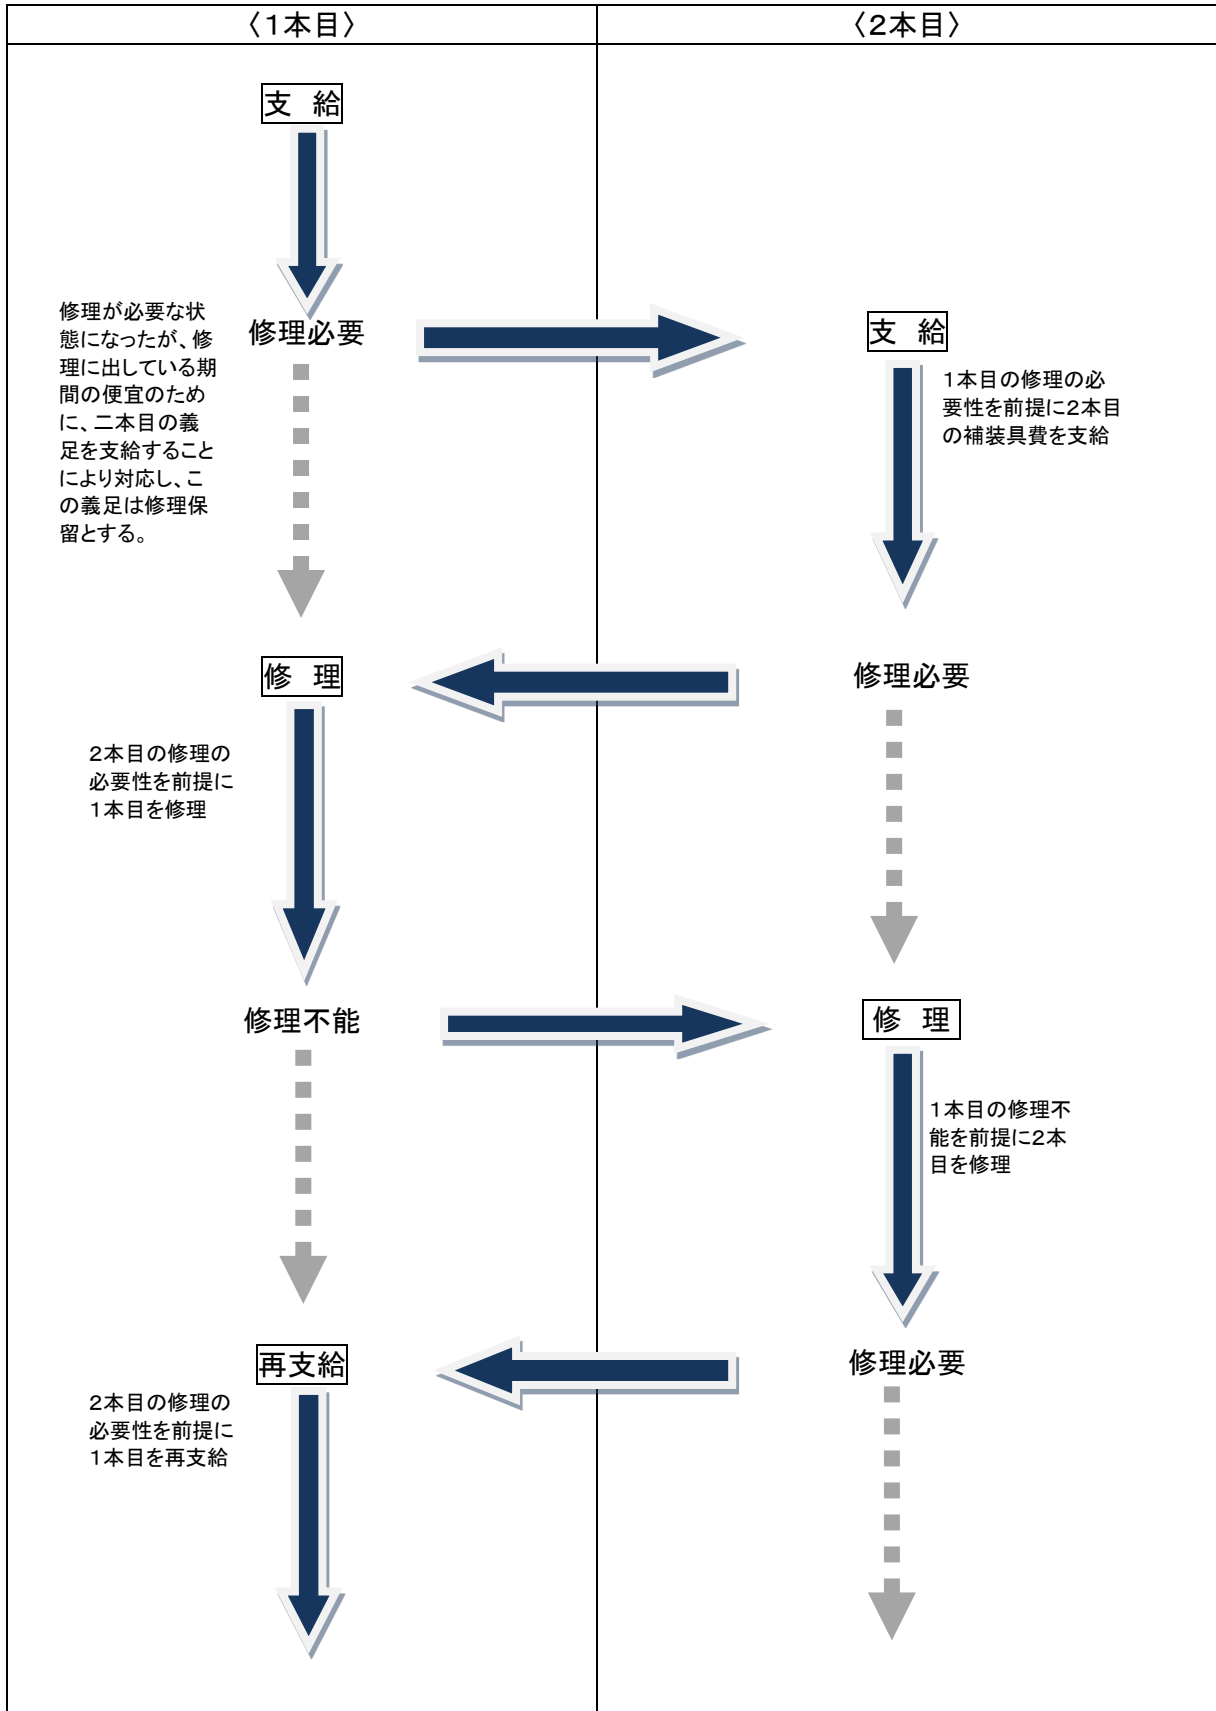 〈1本目〉
〈2本目〉
支 給
修理が必要な状
態になったが、修
理に出している期
間の便宜のため
に、二本目の義
足を支給すること
により対応し、こ
の義足は修理保
留とする。
修理必要
支 給
1本目の修理の必
要性を前提に2本目
の補装具費を支給
修 理
修理必要
2本目の修理の
必要性を前提に
1本目を修理
修理不能
修 理
1本目の修理不
能を前提に2本
目を修理
再支給
修理必要
2本目の修理の
必要性を前提に
1本目を再支給